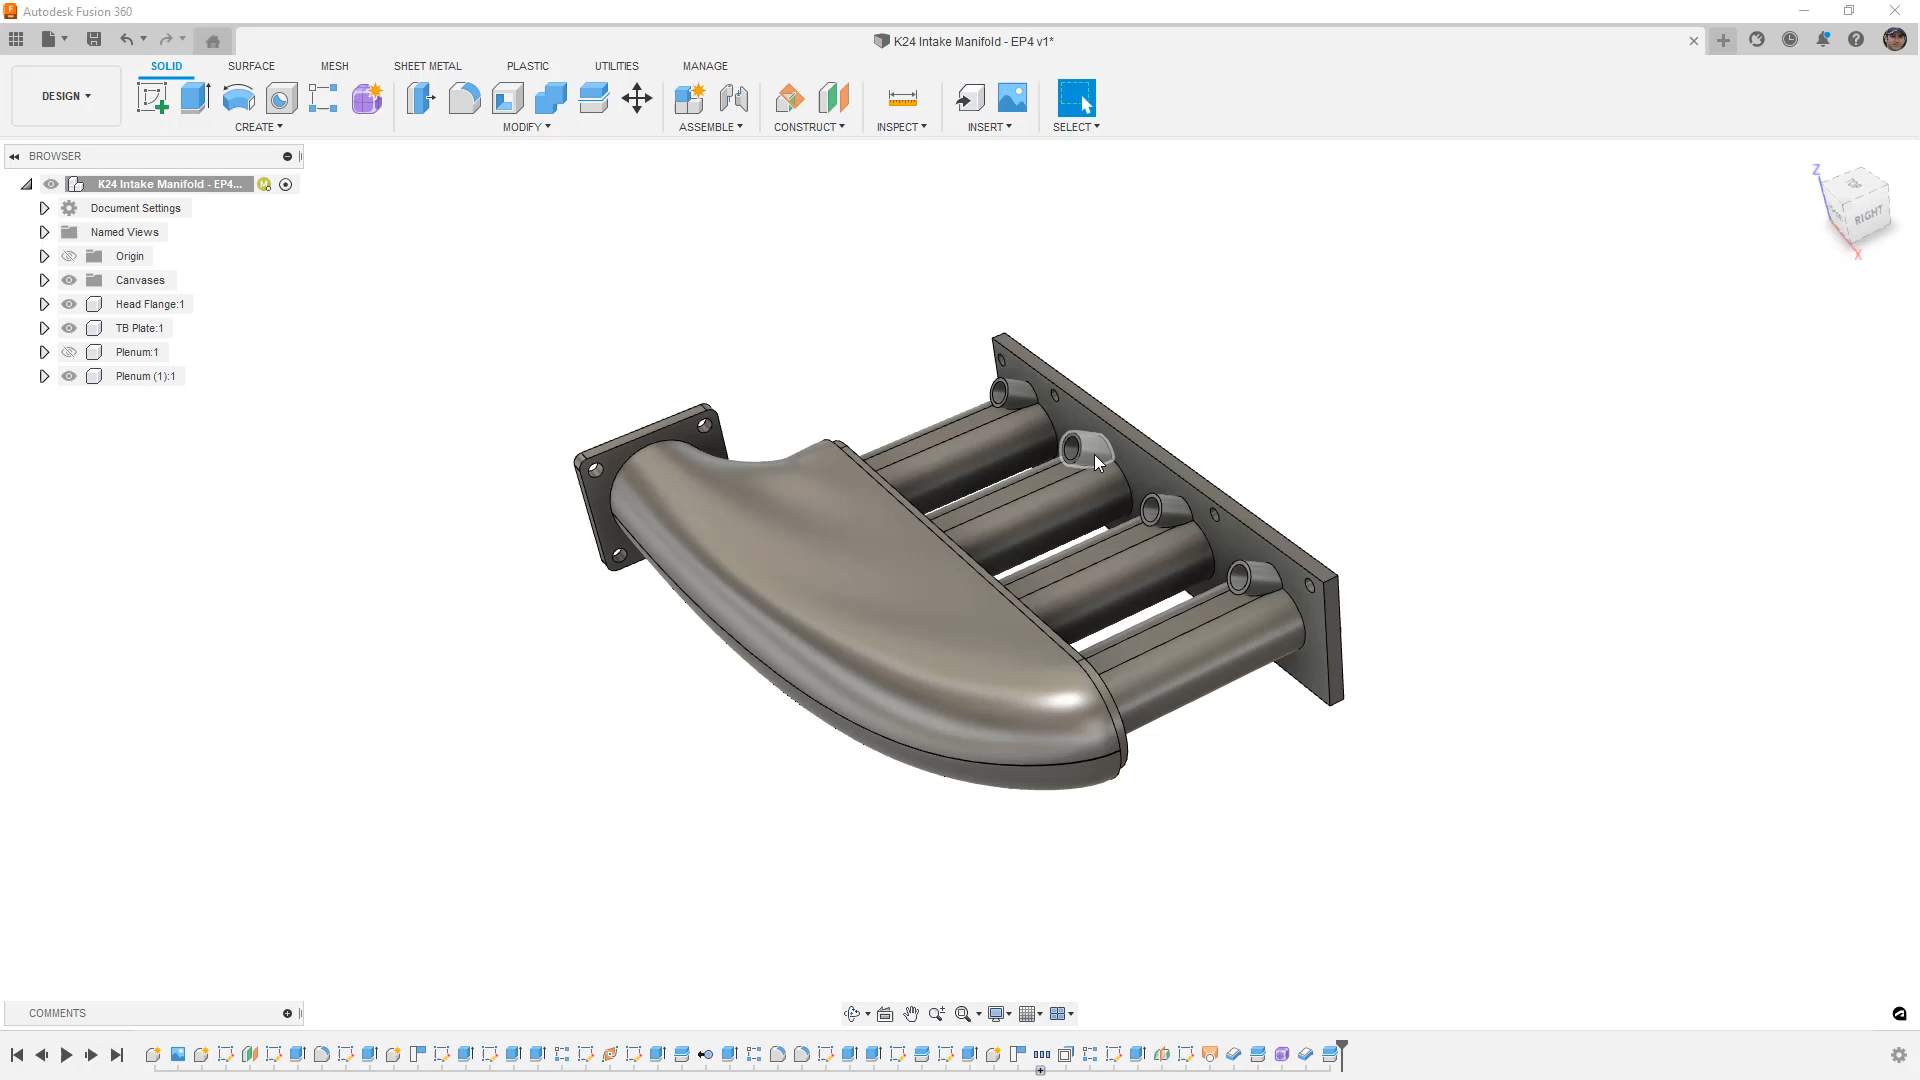 Autodesk Fusion 360
K24 Intake Manifold - EP4 v1*
DESIGN
SOLID
SURFACE
MESH
SHEET METAL
PLASTIC
UTILITIES
MANAGE
CREATE
MODIFY
ASSEMBLE
CONSTRUCT
INSPECT
INSERT
SELECT
BROWSER
K24 Intake Manifold - EP4...
Document Settings
Named Views
Origin
Canvases
Head Flange:1
TB Plate:1
Plenum:1
Plenum (1):1
Z
RIGHT
X
COMMENTS